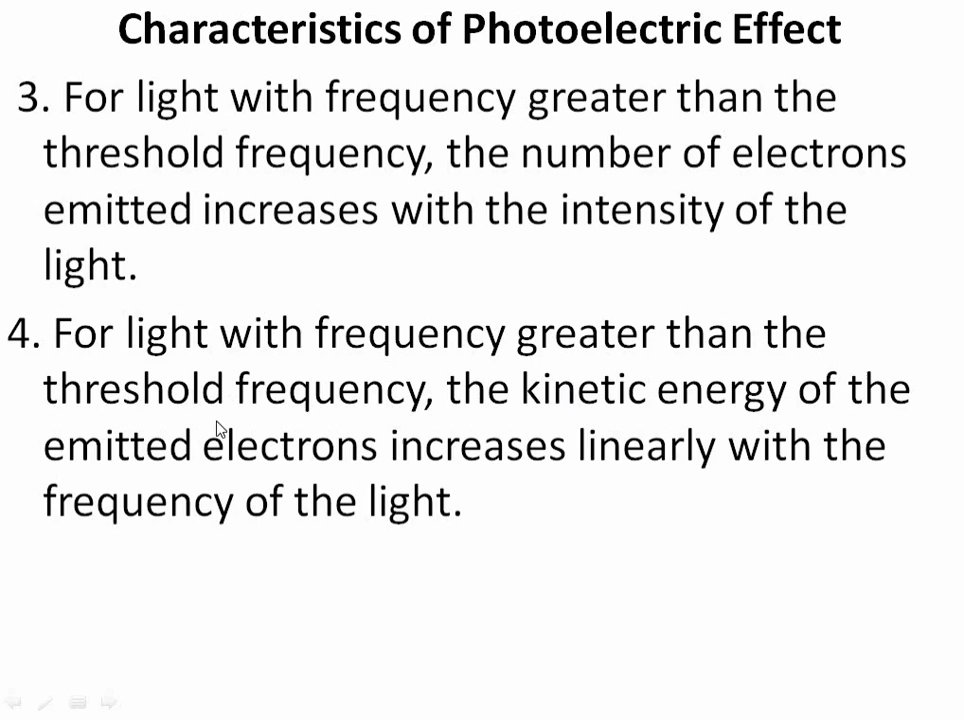 Characteristics of Photoelectric Effect
3. For light with frequency greater than the
threshold frequency, the number of electrons
emitted increases with the intensity of the
light.
4. For light with frequency greater than the
threshold frequency, the kinetic energy of the
emitted electrons increases linearly with the
frequency of the light.